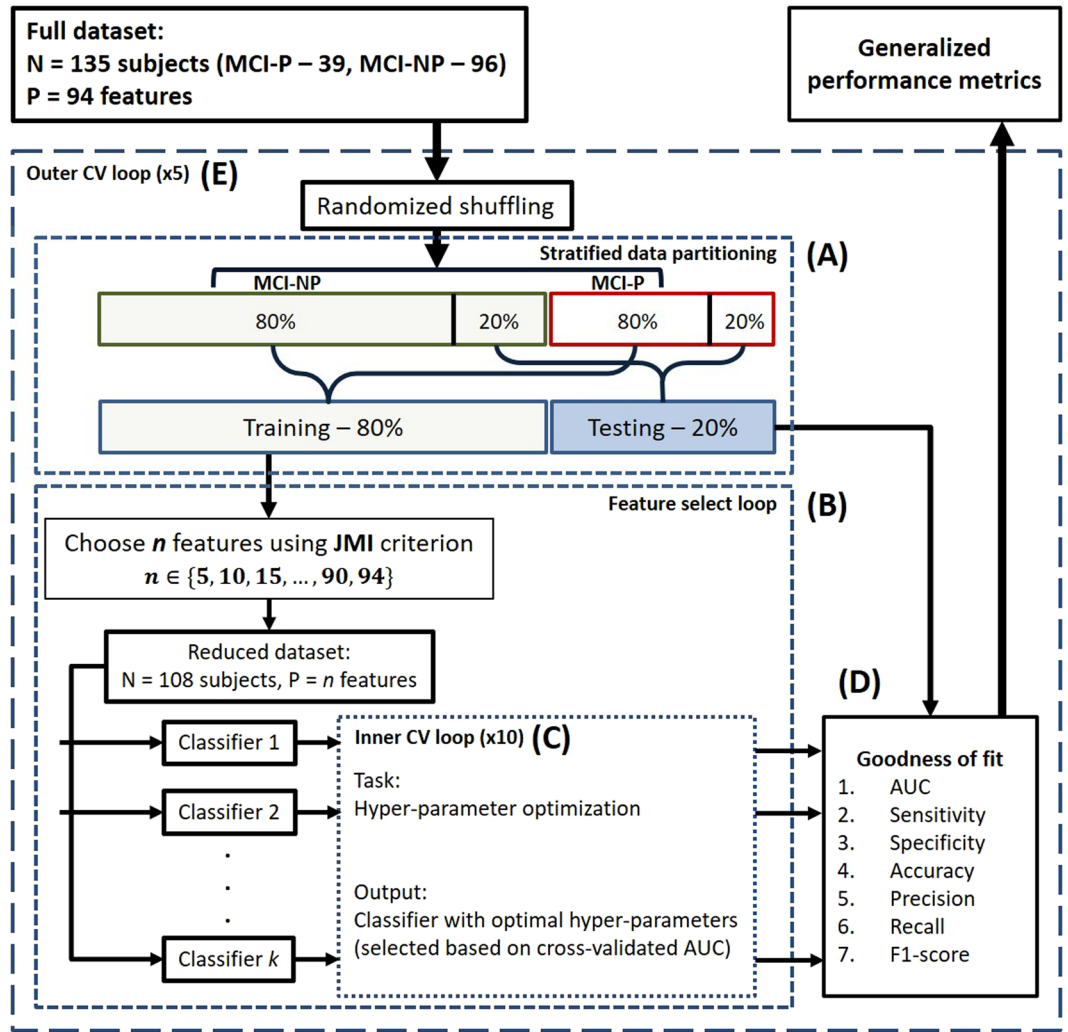 Full dataset:
N = 135 subjects (MCI-P – 39, MCI-NP – 96)
P = 94 features
Generalized
performance metrics
Outer CV loop (x5) (E)
Randomized shuffling
Stratified data partitioning
(A)
MCI-NP
MCI-P
80%
20%
80%
20%
Training – 80%
Testing – 20%
Feature select loop
(B)
Choose n features using JMI criterion
n ∈ {5, 10, 15, ... , 90, 94}
Reduced dataset:
N = 108 subjects, P = n features
Classifier 1
Classifier 2
.
.
.
Classifier k
Inner CV loop (x10) (C)
Task:
Hyper-parameter optimization
Output:
Classifier with optimal hyper-parameters
(selected based on cross-validated AUC)
(D)
Goodness of fit
1. AUC
2. Sensitivity
3. Specificity
4. Accuracy
5. Precision
6. Recall
7. F1-score